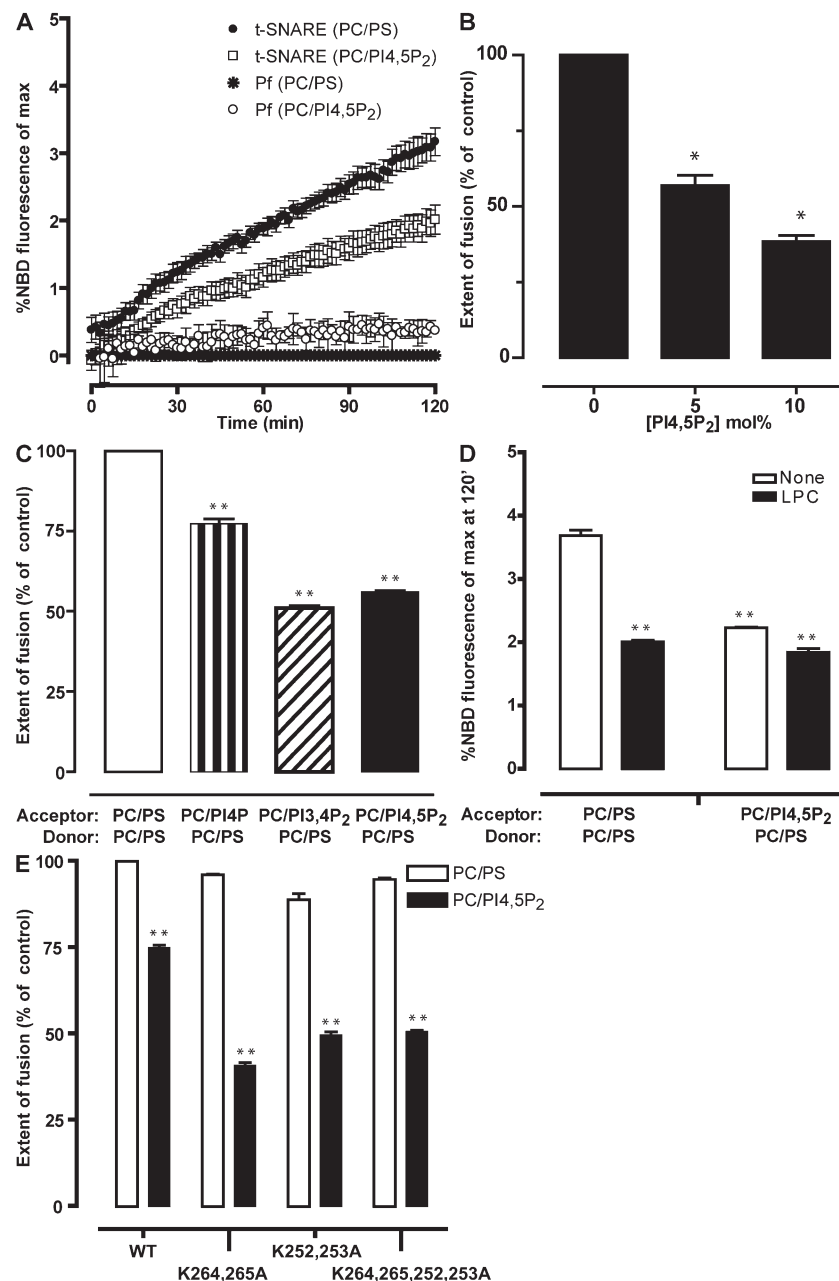 A
%NBD fluorescence of max
5
4
3
2
1
0
t-SNARE (PC/PS)
t-SNARE (PC/PI4,5P2)
Pf (PC/PS)
Pf (PC/PI4,5P2)
0 30 60 90 120
Time (min)
B
Extent of fusion (% of control)
100
50
0
*
*
0 5 10
[PI4,5P2] mol%
C
Extent of fusion (% of control)
100
75
50
25
0
**
**
**
Acceptor: PC/PS PC/PI4P PC/PI3,4P2 PC/PI4,5P2
Donor: PC/PS PC/PS PC/PS PC/PS
D
%NBD fluorescence of max at 120'
5
4
3
2
1
0
None
LPC
**
**
**
Acceptor: PC/PS PC/PI4,5P2
Donor: PC/PS PC/PS
E
Extent of fusion (% of control)
100
75
50
25
0
PC/PS
PC/PI4,5P2
**
**
**
**
WT K252,253A
K264,265A K264,265,252,253A